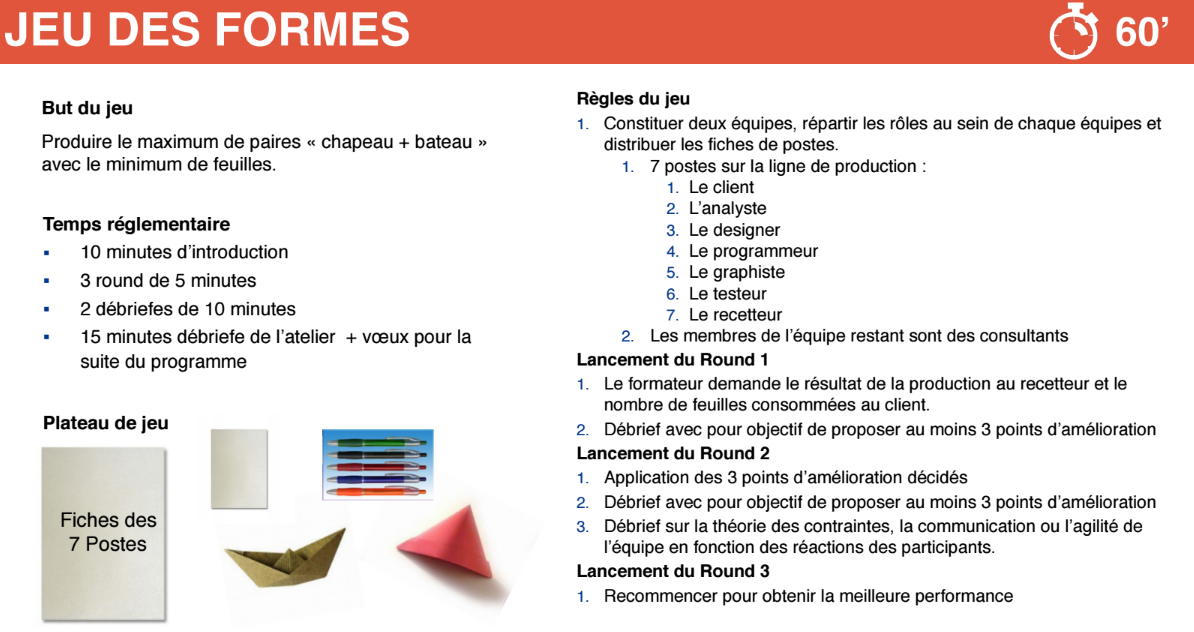 JEU DES FORMES
60’
But du jeu
Produire le maximum de paires « chapeau + bateau »
avec le minimum de feuilles.
Temps réglementaire
▪ 10 minutes d’introduction
▪ 3 round de 5 minutes
▪ 2 débriefes de 10 minutes
▪ 15 minutes débriefe de l’atelier + vœux pour la
suite du programme
Plateau de jeu
Fiches des
7 Postes
Règles du jeu
1. Constituer deux équipes, répartir les rôles au sein de chaque équipes et
distribuer les fiches de postes.
1. 7 postes sur la ligne de production :
1. Le client
2. L’analyste
3. Le designer
4. Le programmeur
5. Le graphiste
6. Le testeur
7. Le recetteur
2. Les membres de l’équipe restant sont des consultants
Lancement du Round 1
1. Le formateur demande le résultat de la production au recetteur et le
nombre de feuilles consommées au client.
2. Débrief avec pour objectif de proposer au moins 3 points d’amélioration
Lancement du Round 2
1. Application des 3 points d’amélioration décidés
2. Débrief avec pour objectif de proposer au moins 3 points d’amélioration
3. Débrief sur la théorie des contraintes, la communication ou l’agilité de
l’équipe en fonction des réactions des participants.
Lancement du Round 3
1. Recommencer pour obtenir la meilleure performance